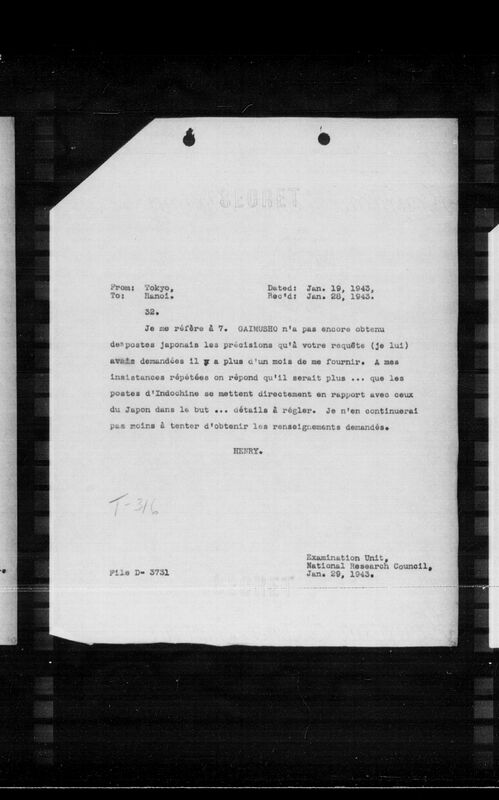 From: Tokyo,
To: Hanoi.
Dated: Jan. 19, 1943,
Rec'd: Jan. 28, 1943.
32.
Je me réfère à 7. GAIMUSHO n'a pas encore obtenu
des postes japonais les précisions qu'à votre requête (je lui)
avais demandées il y a plus d'un mois de me fournir. A mes
insistances répétées on répond qu'il serait plus ... que les
postes d'Indochine se mettent directement en rapport avec ceux
du Japon dans le but ... détails à régler. Je n'en continuerai
pas moins à tenter d'obtenir les renseignements demandés.
HENRY.
T-316
File D- 3731
Examination Unit,
National Research Council,
Jan. 29, 1943.